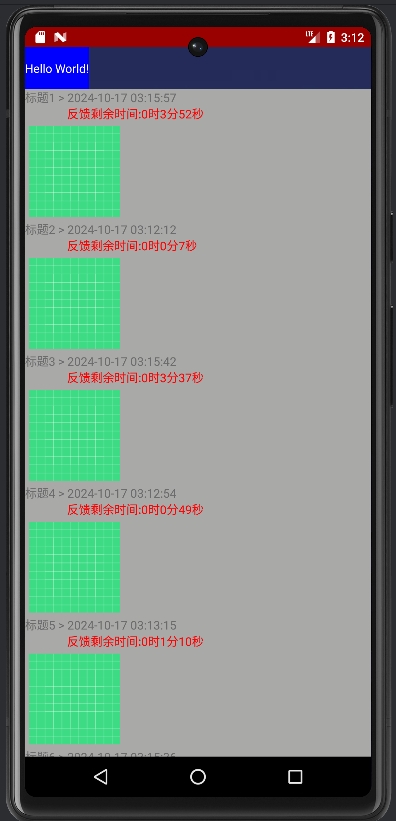 LTE 3:12
Hello World!
标题1 > 2024-10-17 03:15:57
反馈剩余时间:0时3分52秒
标题2 > 2024-10-17 03:12:12
反馈剩余时间:0时0分7秒
标题3 > 2024-10-17 03:15:42
反馈剩余时间:0时3分37秒
标题4 > 2024-10-17 03:12:54
反馈剩余时间:0时0分49秒
标题5 > 2024-10-17 03:13:15
反馈剩余时间:0时1分10秒